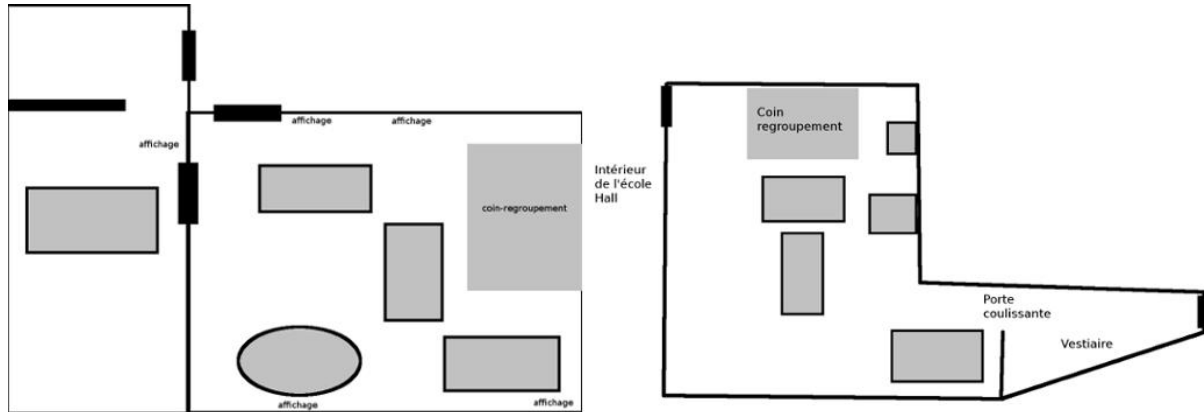 affichage
affichage
affichage
coin-regroupement
affichage
affichage
Intérieur
de l'école
Hall
Coin
regroupement
Porte
coulissante
Vestiaire